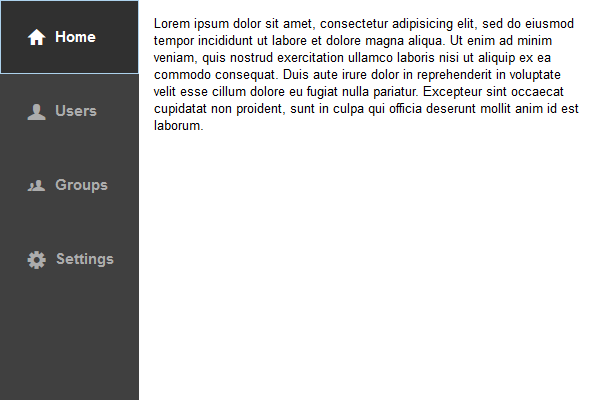 Home
Users
Groups
Settings
Lorem ipsum dolor sit amet, consectetur adipisicing elit, sed do eiusmod
tempor incididunt ut labore et dolore magna aliqua. Ut enim ad minim
veniam, quis nostrud exercitation ullamco laboris nisi ut aliquip ex ea
commodo consequat. Duis aute irure dolor in reprehenderit in voluptate
velit esse cillum dolore eu fugiat nulla pariatur. Excepteur sint occaecat
cupidatat non proident, sunt in culpa qui officia deserunt mollit anim id est
laborum.